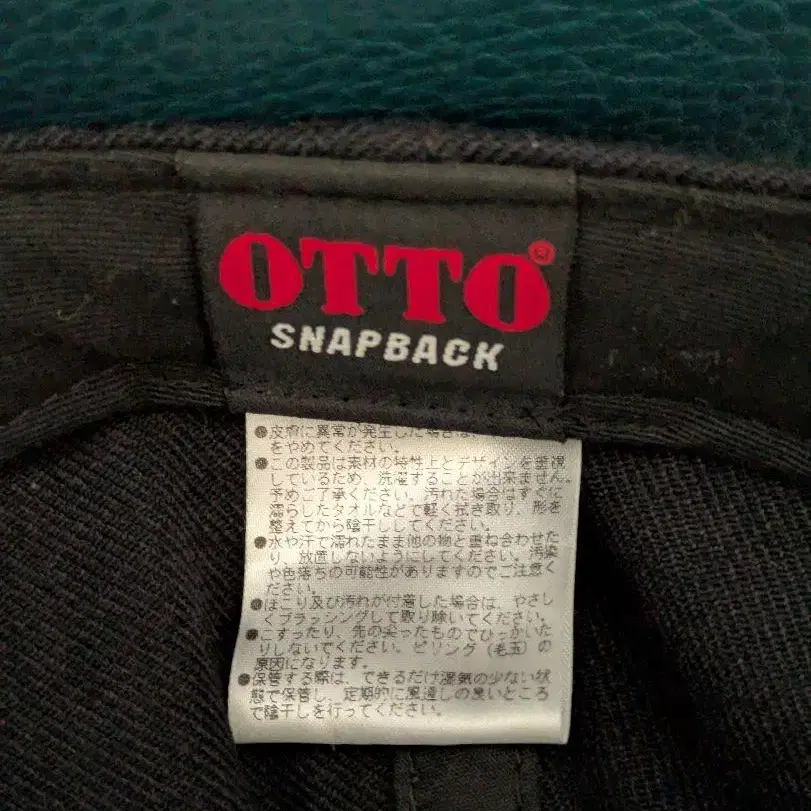 OTTO®
SNAPBACK
●皮膚に異常が発生した場合
をやめてください。
●この製品は素材の特性上とデザインを重視
しているため、洗濯することが出来ません。
予めご了承ください。汚れた場合はすぐに
濡らしたタオルなどで軽く拭き取り、形を
整えてから陰干ししてください。
●水や汗で濡れたまま他の物と重ね合わせた
り、放置しないようにしてください。汚染
や色落ちの可能性がありますのでご注意く
ださい。
●ほこり及び汚れが付着した場合は、やさし
くブラッシングして取り除いてください。
●こすったり、先の尖ったものでひっかいた
りしないでください。ピリング（毛玉）の
原因になります。
●保管する際は、できるだけ湿気の少ない状
態で保管し、定期的に風通しの良いところ
で陰干しを行ってください。